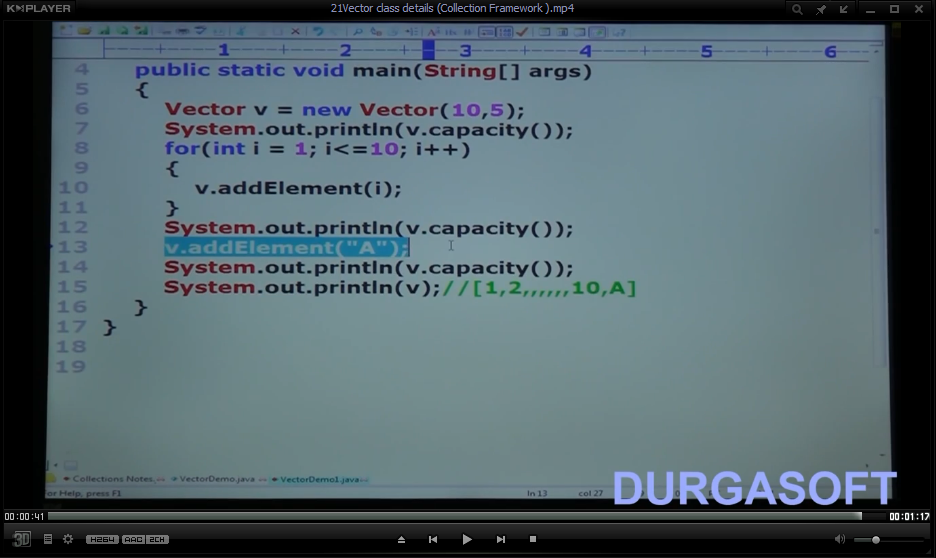 KMPLAYER 21Vector class details (Collection Framework ).mp4
1 2 3 4 5 6
4 public static void main(String[] args)
5 {
6 Vector v = new Vector(10,5);
7 System.out.println(v.capacity());
8 for(int i = 1; i<=10; i++)
9 {
10 v.addElement(i);
11 }
12 System.out.println(v.capacity());
13 v.addElement("A");
14 System.out.println(v.capacity());
15 System.out.println(v);//[1,2,,,,,,10,A]
16 }
17 }
18
19
Collections Notes. VectorDemo.java VectorDemo1.java
for Help, press F1 ln 13 col 27
DURGASOFT
00:00:41 00:01:17
3D H264 AAC 2CH